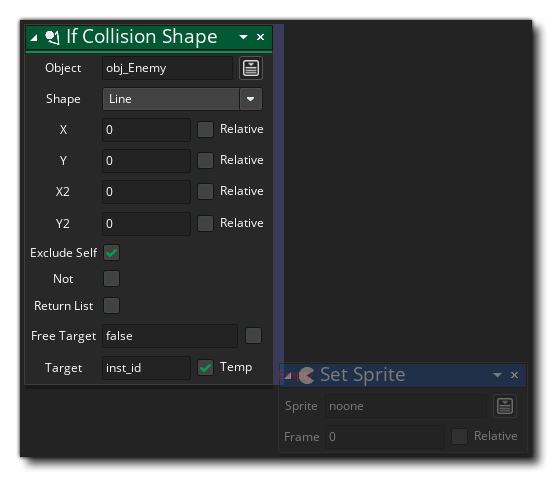 If Collision Shape
Object obj_Enemy
Shape Line
X 0 Relative
Y 0 Relative
X2 0 Relative
Y2 0 Relative
Exclude Self
Not
Return List
Free Target false
Target inst_id Temp
Set Sprite
Sprite noone
Frame 0 Relative